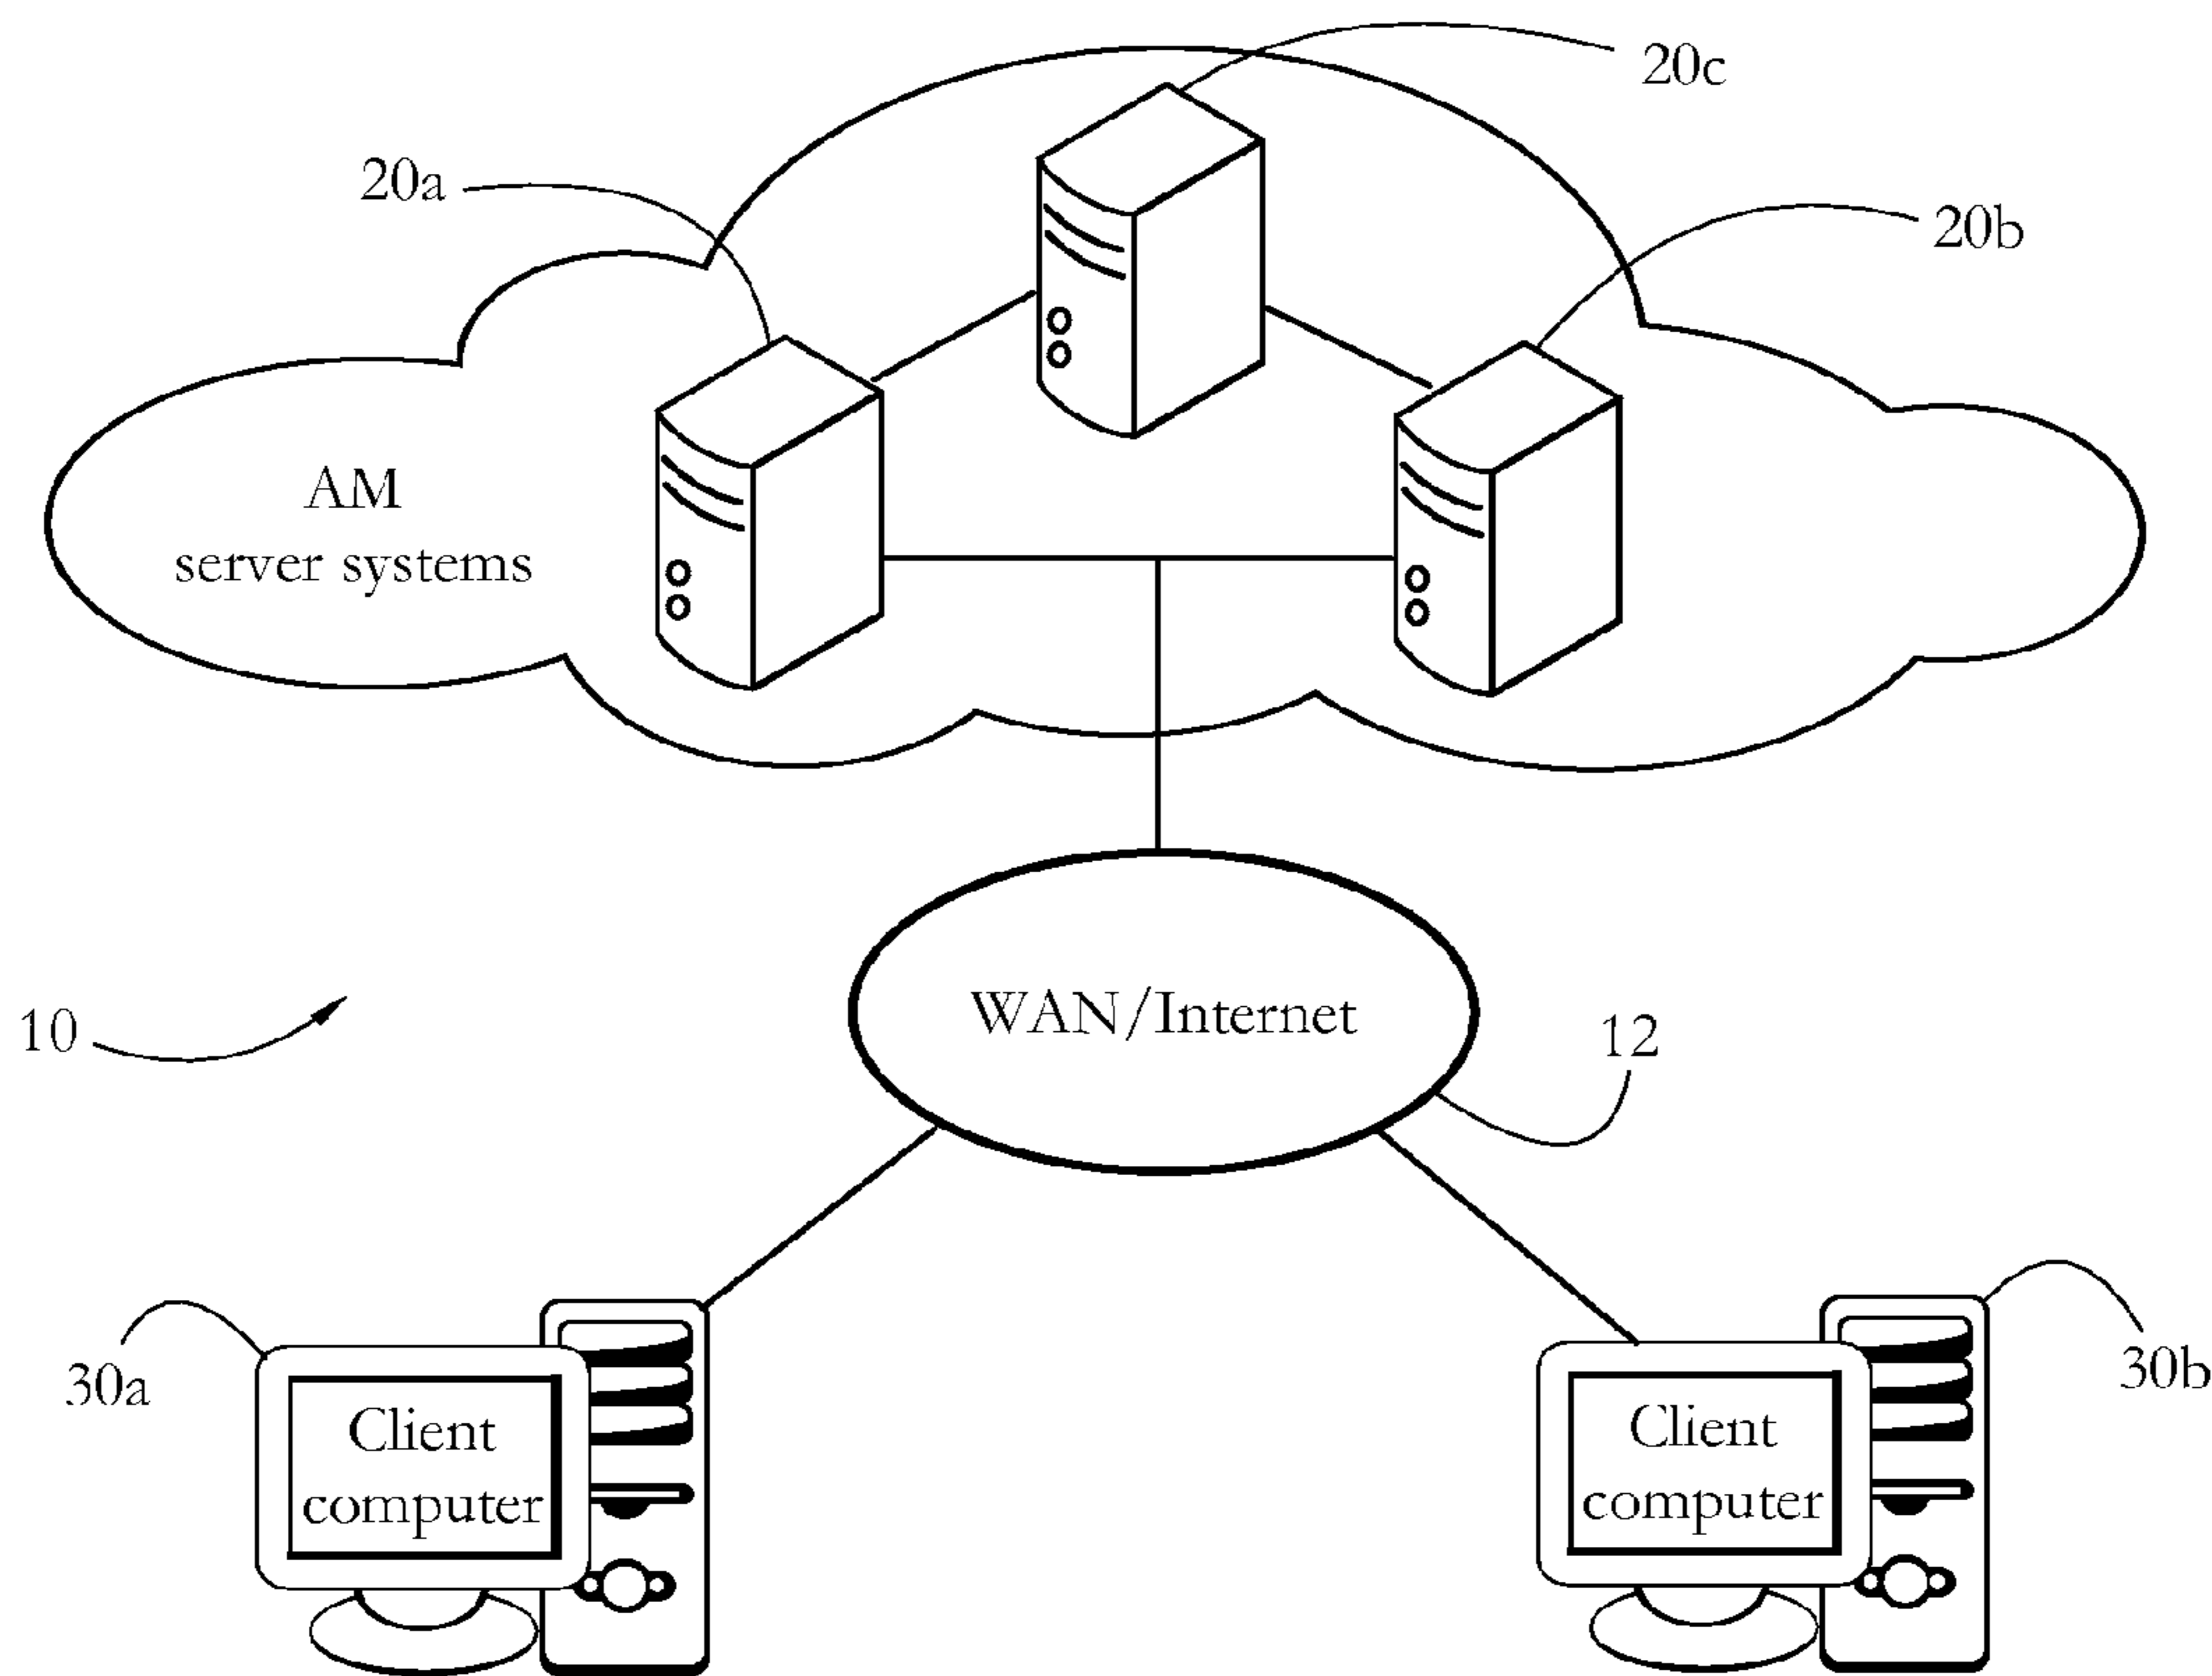 20c
20a
20b
AM
server systems
WAN/Internet
10
12
30a
30b
Client
computer
Client
computer